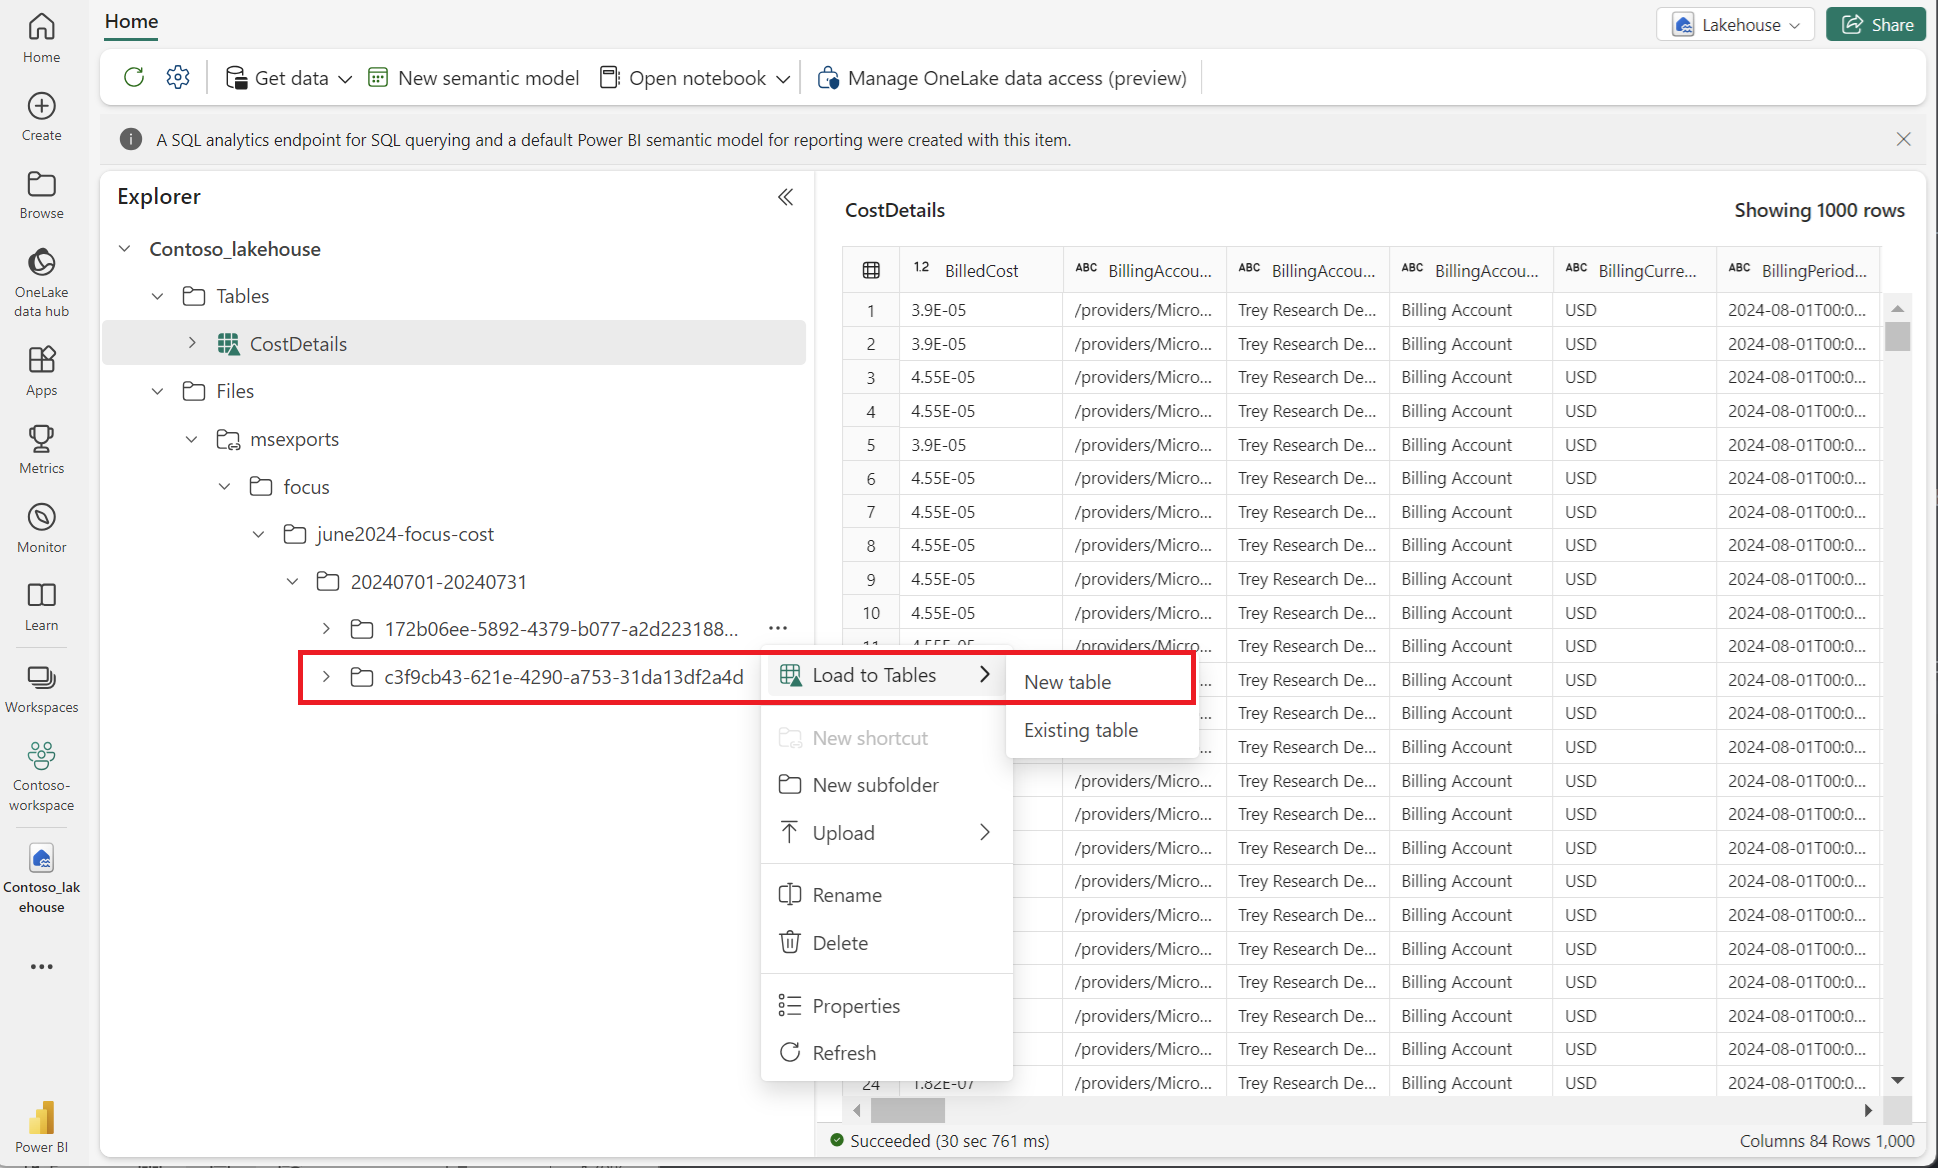 Home
Lakehouse
Share
Get data
New semantic model
Open notebook
Manage OneLake data access (preview)
A SQL analytics endpoint for SQL querying and a default Power BI semantic model for reporting were created with this item.
Home
Create
Browse
OneLake
data hub
Apps
Metrics
Monitor
Learn
Workspaces
Contoso-
workspace
Contoso_lak
ehouse
Power BI
Explorer
Contoso_lakehouse
Tables
CostDetails
Files
msexports
focus
june2024-focus-cost
20240701-20240731
172b06ee-5892-4379-b077-a2d223188...
c3f9cb43-621e-4290-a753-31da13df2a4d
Load to Tables
New shortcut
New subfolder
Upload
Rename
Delete
Properties
Refresh
New table
Existing table
CostDetails
Showing 1000 rows
1.2 BilledCost ABC BillingAccou... ABC BillingAccou... ABC BillingAccou... ABC BillingCurre... ABC BillingPeriod...
1 3.9E-05 /providers/Micro... Trey Research De... Billing Account USD 2024-08-01T00:0...
2 3.9E-05 /providers/Micro... Trey Research De... Billing Account USD 2024-08-01T00:0...
3 4.55E-05 /providers/Micro... Trey Research De... Billing Account USD 2024-08-01T00:0...
4 4.55E-05 /providers/Micro... Trey Research De... Billing Account USD 2024-08-01T00:0...
5 3.9E-05 /providers/Micro... Trey Research De... Billing Account USD 2024-08-01T00:0...
6 4.55E-05 /providers/Micro... Trey Research De... Billing Account USD 2024-08-01T00:0...
7 4.55E-05 /providers/Micro... Trey Research De... Billing Account USD 2024-08-01T00:0...
8 4.55E-05 /providers/Micro... Trey Research De... Billing Account USD 2024-08-01T00:0...
9 4.55E-05 /providers/Micro... Trey Research De... Billing Account USD 2024-08-01T00:0...
10 4.55E-05 /providers/Micro... Trey Research De... Billing Account USD 2024-08-01T00:0...
11 4.55E-05 /providers/Micro... Trey Research De... Billing Account USD 2024-08-01T00:0...
... Trey Research De... Billing Account USD 2024-08-01T00:0...
... Trey Research De... Billing Account USD 2024-08-01T00:0...
... Trey Research De... Billing Account USD 2024-08-01T00:0...
/providers/Micro... Trey Research De... Billing Account USD 2024-08-01T00:0...
/providers/Micro... Trey Research De... Billing Account USD 2024-08-01T00:0...
/providers/Micro... Trey Research De... Billing Account USD 2024-08-01T00:0...
/providers/Micro... Trey Research De... Billing Account USD 2024-08-01T00:0...
/providers/Micro... Trey Research De... Billing Account USD 2024-08-01T00:0...
/providers/Micro... Trey Research De... Billing Account USD 2024-08-01T00:0...
/providers/Micro... Trey Research De... Billing Account USD 2024-08-01T00:0...
/providers/Micro... Trey Research De... Billing Account USD 2024-08-01T00:0...
/providers/Micro... Trey Research De... Billing Account USD 2024-08-01T00:0...
24 1.82E-07 /providers/Micro... Trey Research De... Billing Account USD 2024-08-01T00:0...
Succeeded (30 sec 761 ms)
Columns 84 Rows 1,000